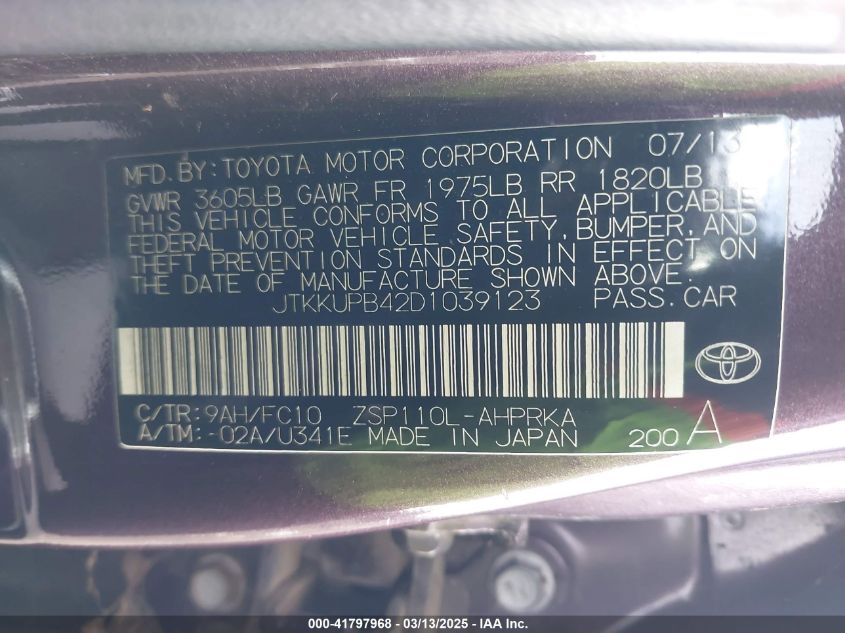 MFD. BY: TOYOTA MOTOR CORPORATION 07/13
GVWR 3605LB GAWR FR 1975LB RR 1820LB
THIS VEHICLE CONFORMS TO ALL APPLICABLE
FEDERAL MOTOR VEHICLE SAFETY, BUMPER, AND
THEFT PREVENTION STANDARDS IN EFFECT ON
THE DATE OF MANUFACTURE SHOWN ABOVE.
JTKKUPB42D1039123 PASS. CAR
C/TR: 9AH/FC10 ZSP110L-AHPRKA
A/TM: -02A/U341E MADE IN JAPAN 200 A
000-41797968 — 03/13/2025 — IAA Inc.